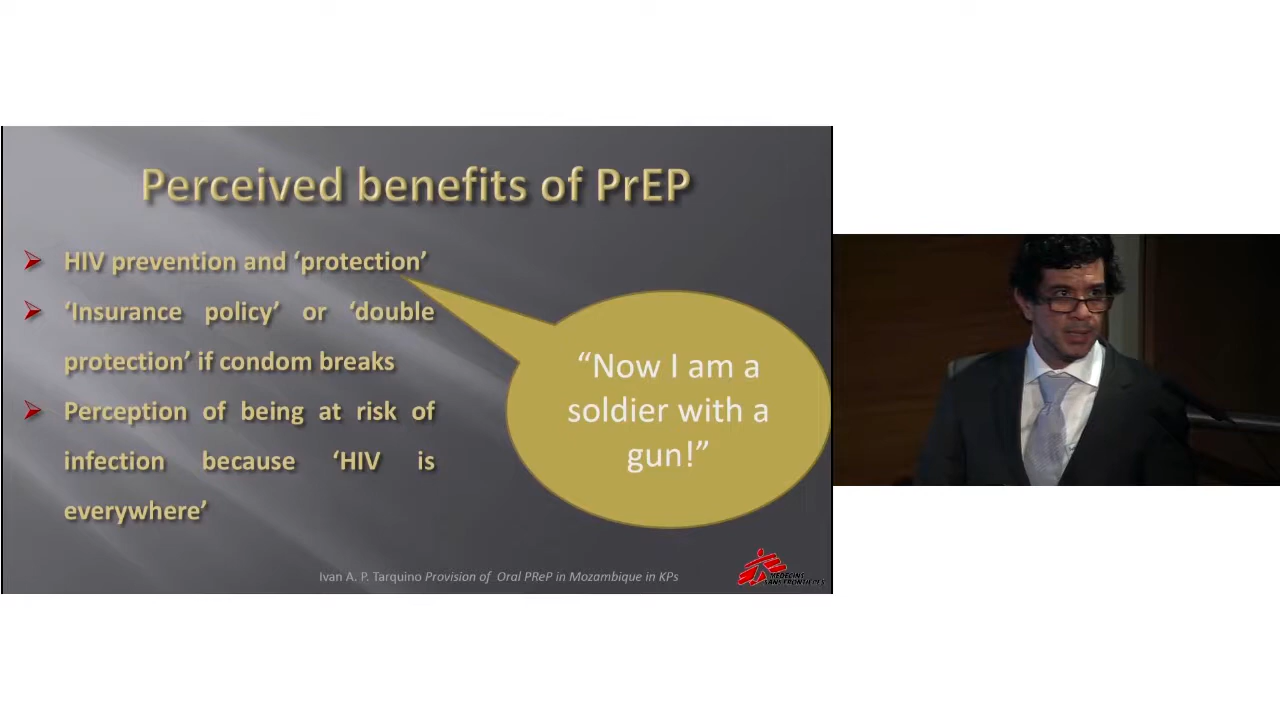 Perceived benefits of PrEP
HIV prevention and ‘protection’
‘Insurance policy’ or ‘double
protection’ if condom breaks
Perception of being at risk of
infection because ‘HIV is
everywhere’
“Now I am a
soldier with a
gun!”
Ivan A. P. Tarquino Provision of Oral PReP in Mozambique in KPs
MEDECINS
SANS FRONTIERES